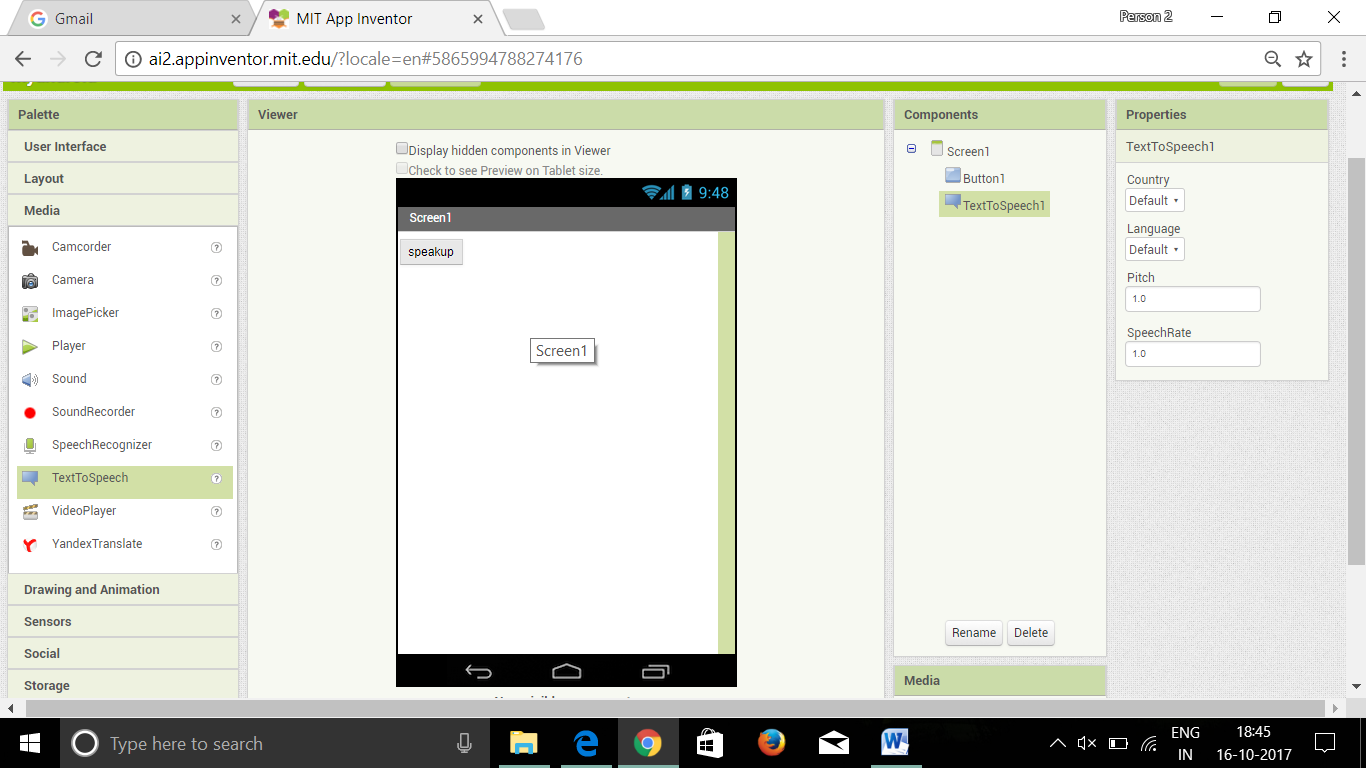 Gmail
MIT App Inventor
Person 2
ai2.appinventor.mit.edu/?locale=en#5865994788274176
Palette
User Interface
Layout
Media
Camcorder
Camera
ImagePicker
Player
Sound
SoundRecorder
SpeechRecognizer
TextToSpeech
VideoPlayer
YandexTranslate
Drawing and Animation
Sensors
Social
Storage
Viewer
Display hidden components in Viewer
Check to see Preview on Tablet size.
9:48
Screen1
speakup
Screen1
Components
Screen1
Button1
TextToSpeech1
Rename
Delete
Media
Properties
TextToSpeech1
Country
Default
Language
Default
Pitch
1.0
SpeechRate
1.0
Type here to search
ENG
IN
18:45
16-10-2017